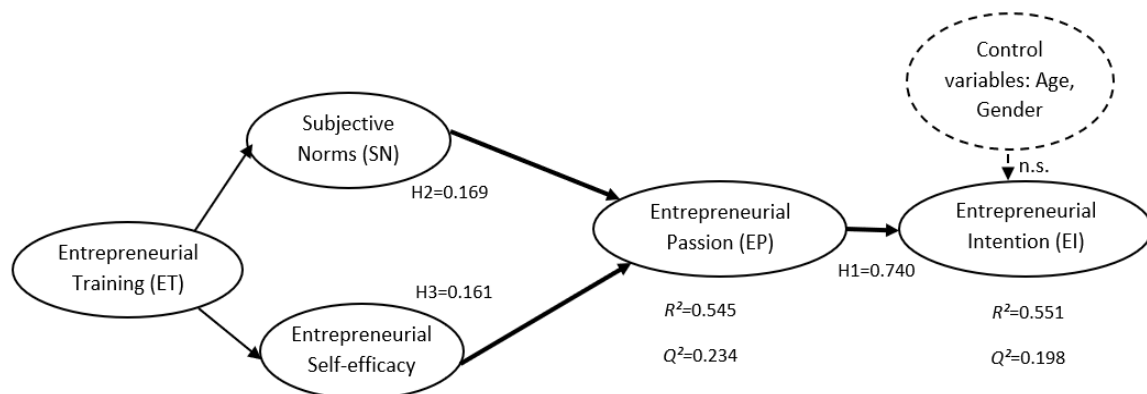 Control
variables: Age,
Gender
n.s.
Subjective
Norms (SN)
H2=0.169
Entrepreneurial
Training (ET)
H3=0.161
Entrepreneurial
Self-efficacy
Entrepreneurial
Passion (EP)
R²=0.545
Q²=0.234
H1=0.740
Entrepreneurial
Intention (EI)
R²=0.551
Q²=0.198